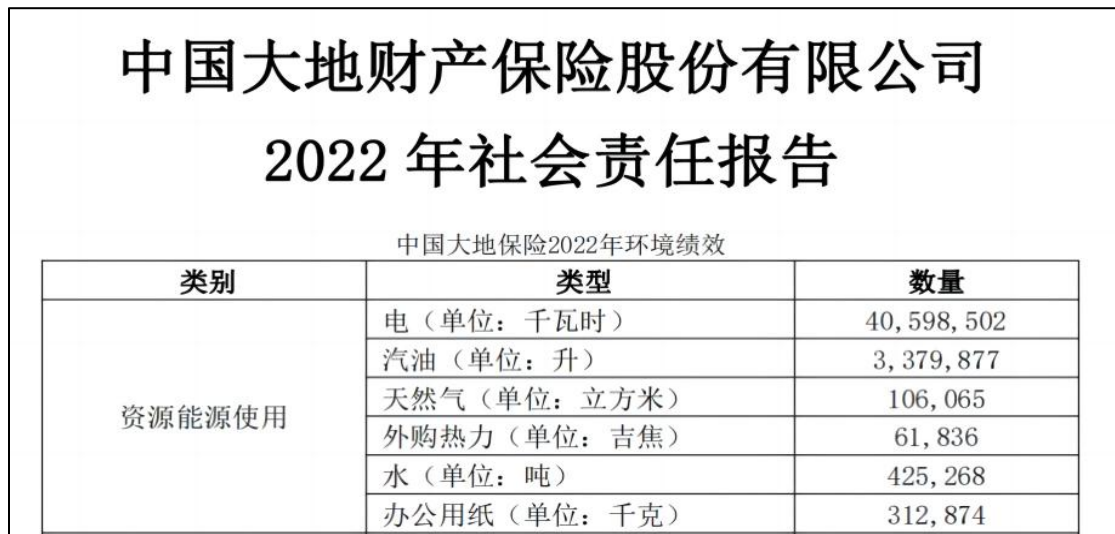 中国大地财产保险股份有限公司
2022 年社会责任报告
中国大地保险2022年环境绩效
类别 类型 数量
资源能源使用
电（单位：千瓦时） 40,598,502
汽油（单位：升） 3,379,877
天然气（单位：立方米） 106,065
外购热力（单位：吉焦） 61,836
水（单位：吨） 425,268
办公用纸（单位：千克） 312,874